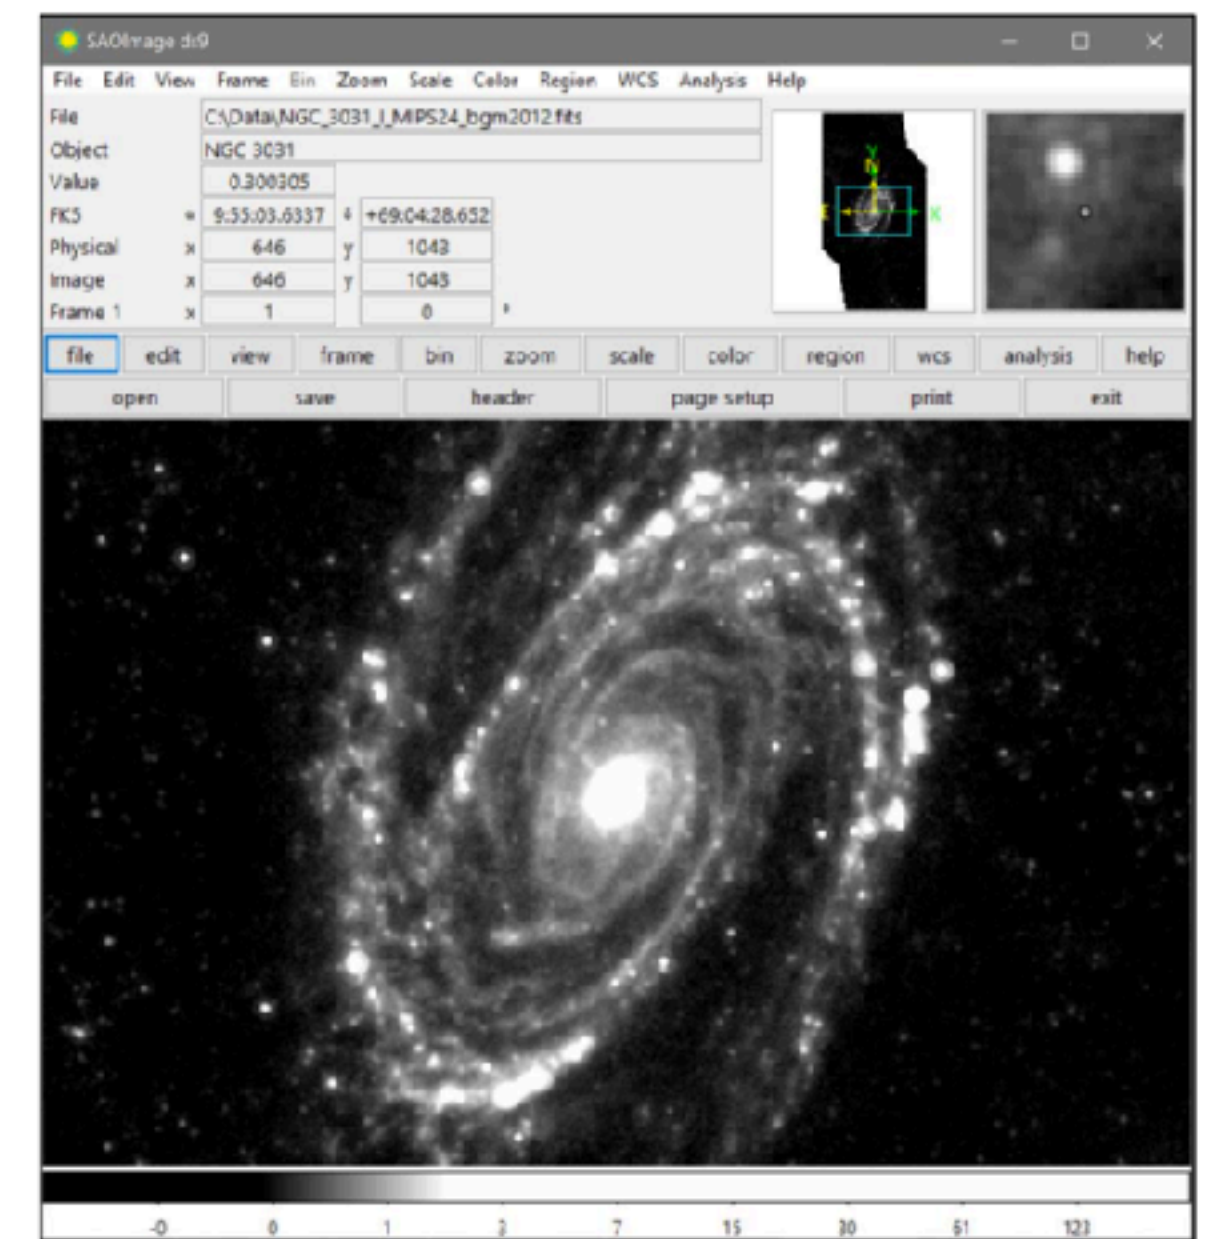 SAOImage ds9
File Edit View Frame Bin Zoom Scale Color Region WCS Analysis Help
File C:\Data\NGC_3031_I_MIPS24_bgm2012.fits
Object NGC 3031
Value 0.300305
FK5 α 9:55:03.6337 δ +69:04:28.652
Physical x 646 y 1043
Image x 646 y 1043
Frame 1 x 1 0 °
Y
N
E X
file edit view frame bin zoom scale color region wcs analysis help
open save header page setup print exit
-0 0 1 3 7 15 30 61 123